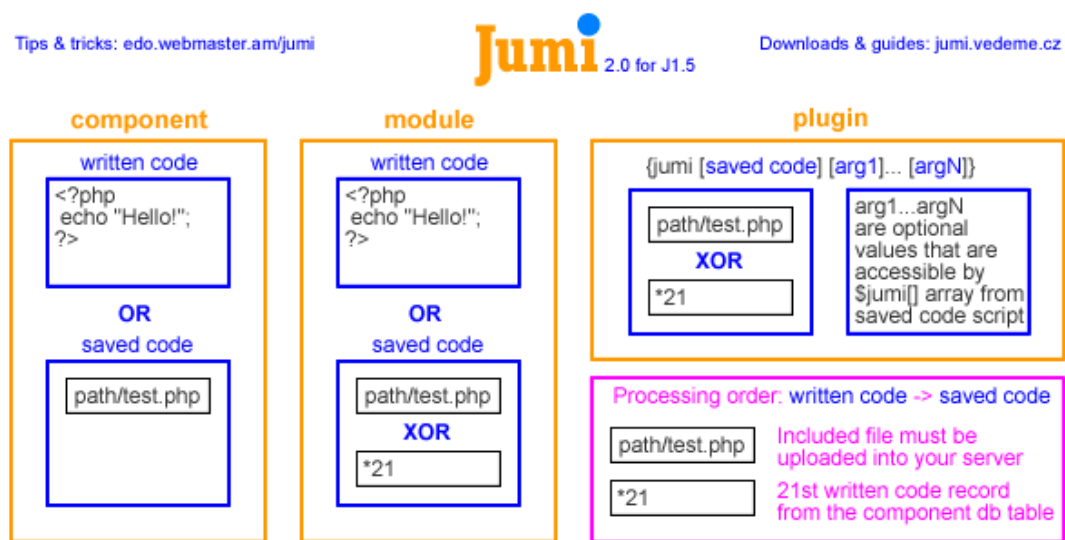 Tips & tricks: edo.webmaster.am/jumi
Jumi 2.0 for J1.5
Downloads & guides: jumi.vedeme.cz
component
written code
<?php
echo "Hello!";
?>
OR
saved code
path/test.php
module
written code
<?php
echo "Hello!";
?>
OR
saved code
path/test.php
XOR
*21
plugin
{jumi [saved code] [arg1]... [argN]}
path/test.php
XOR
*21
arg1...argN
are optional
values that are
accessible by
$jumi[] array from
saved code script
Processing order: written code -> saved code
path/test.php
Included file must be
uploaded into your server
*21
21st written code record
from the component db table